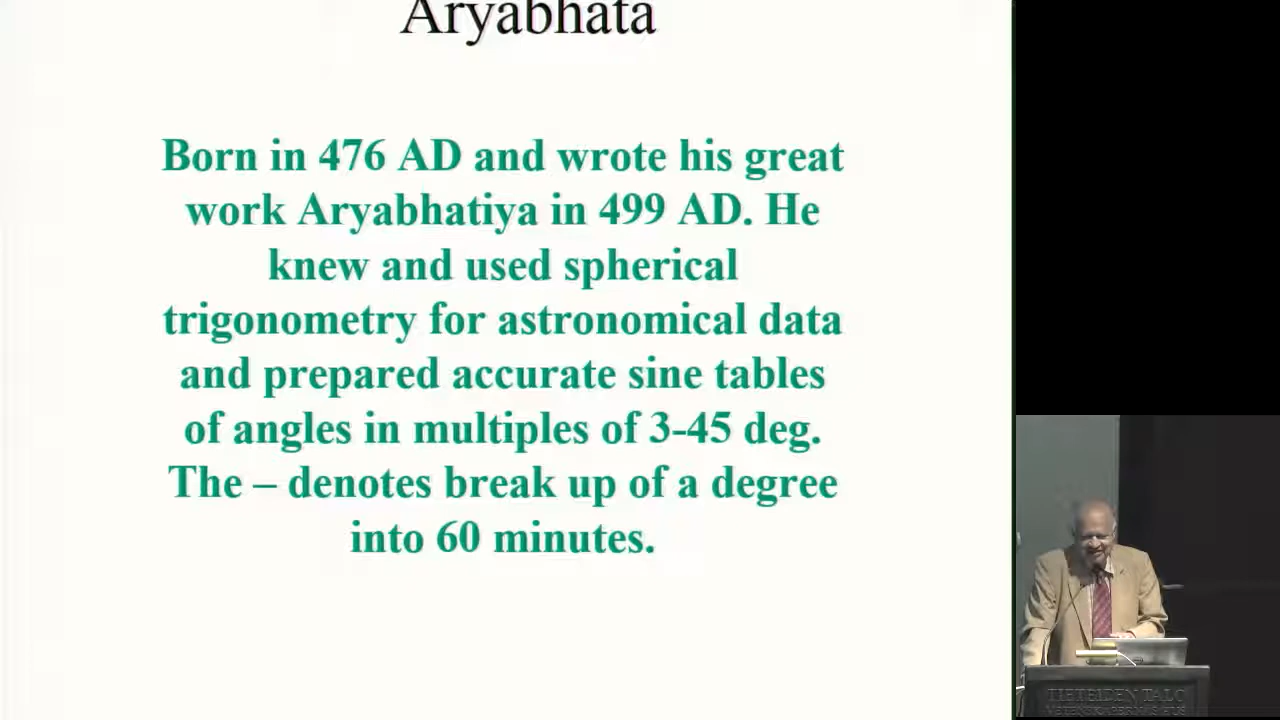 Aryabhata
Born in 476 AD and wrote his great
work Aryabhatiya in 499 AD. He
knew and used spherical
trigonometry for astronomical data
and prepared accurate sine tables
of angles in multiples of 3-45 deg.
The – denotes break up of a degree
into 60 minutes.
TIETEIDEN TALO